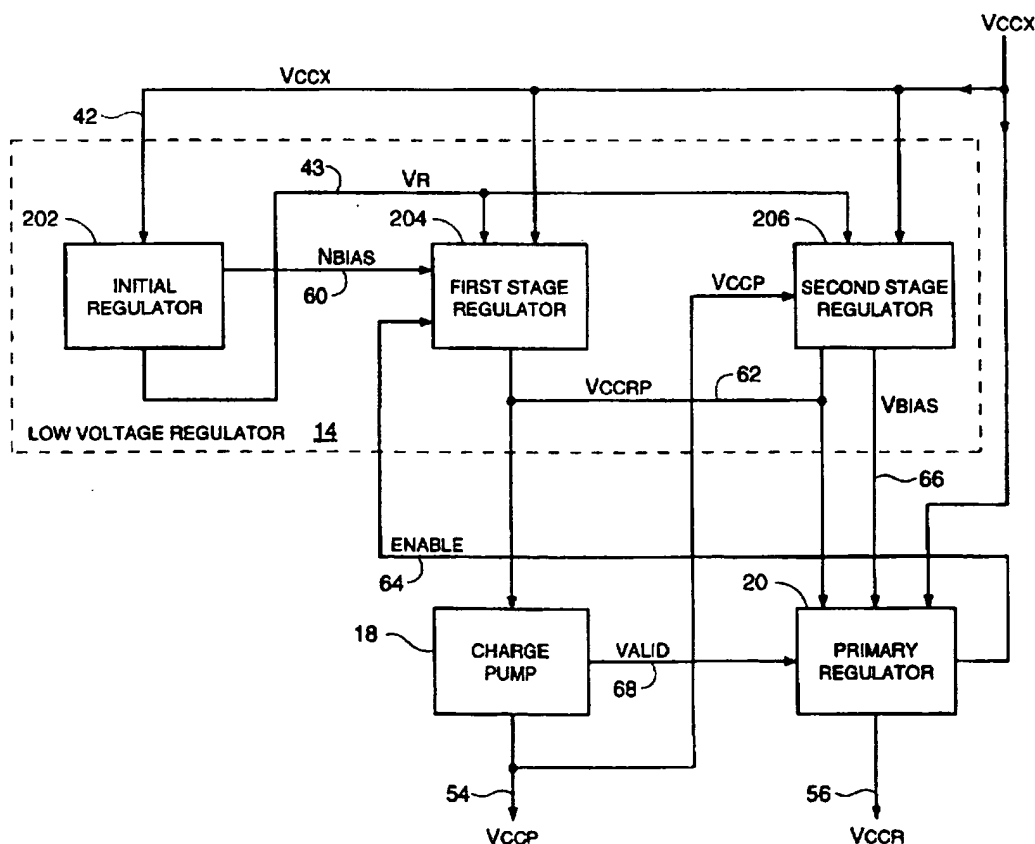 VCCX
VCCX
42
43
VR
202
204
206
INITIAL
REGULATOR
NBIAS
60
FIRST STAGE
REGULATOR
VCCP
SECOND STAGE
REGULATOR
VCCRP
62
VBIAS
LOW VOLTAGE REGULATOR 14
66
ENABLE
64
20
18
CHARGE
PUMP
VALID
68
PRIMARY
REGULATOR
54
56
VCCP
VCCR